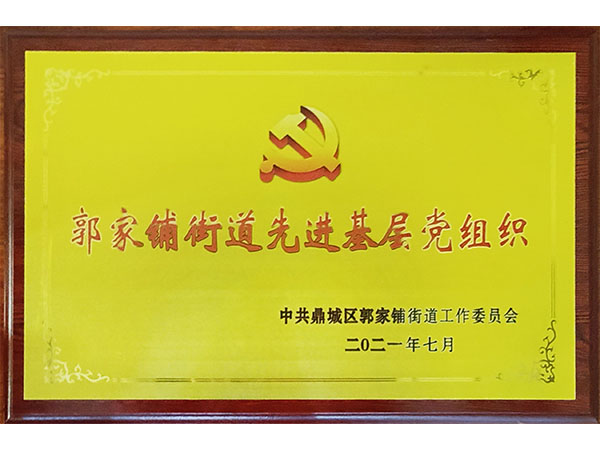 郭家铺街道先进基层党组织
中共鼎城区郭家铺街道工作委员会
二〇二一年七月